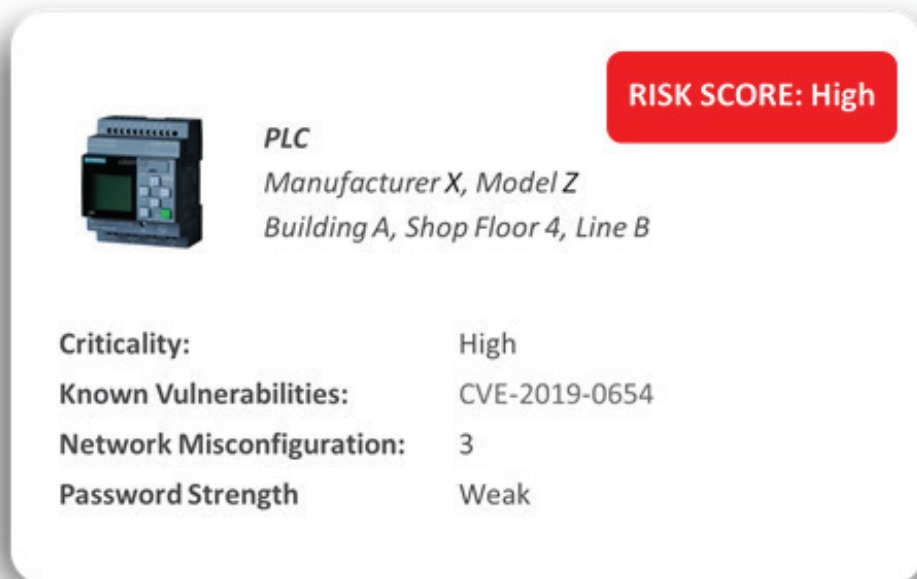 RISK SCORE: High
PLC
Manufacturer X, Model Z
Building A, Shop Floor 4, Line B
Criticality: High
Known Vulnerabilities: CVE-2019-0654
Network Misconfiguration: 3
Password Strength Weak